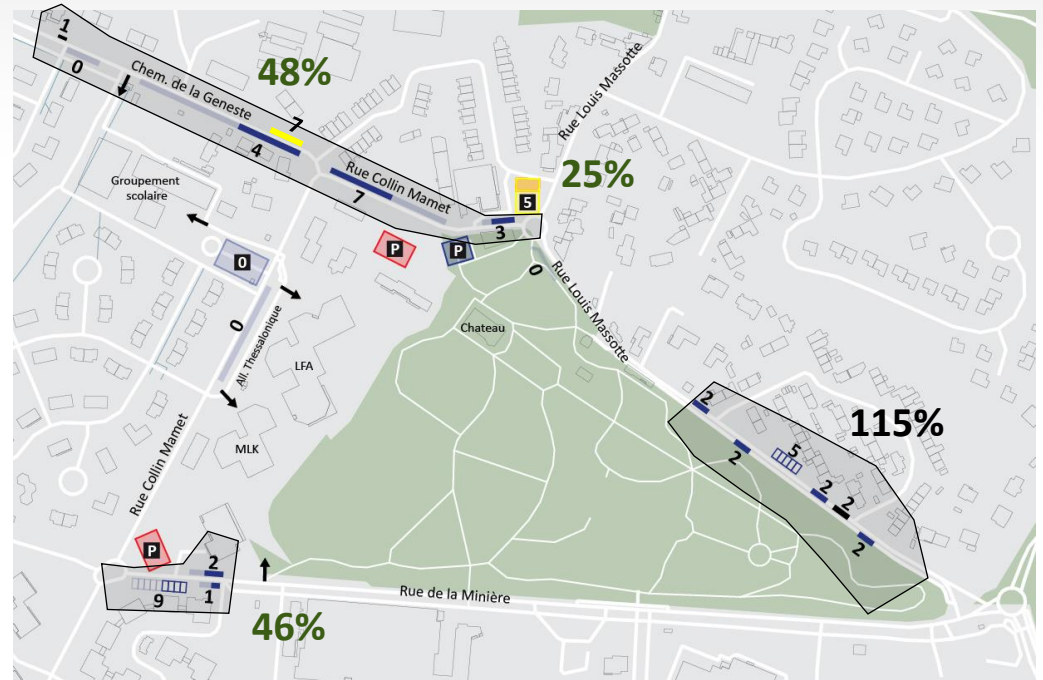 1
0
Chem. de la Geneste
48%
7
4
Rue Collin Mamet
7
Rue Louis Massotte
25%
5
3
P
P
0
Groupement
scolaire
0
0
All. Thessalonique
Rue Louis Massotte
Chateau
LFA
MLK
Rue Collin Mamet
2
2
5
2
2
2
115%
P
2
9
1
46%
Rue de la Minière